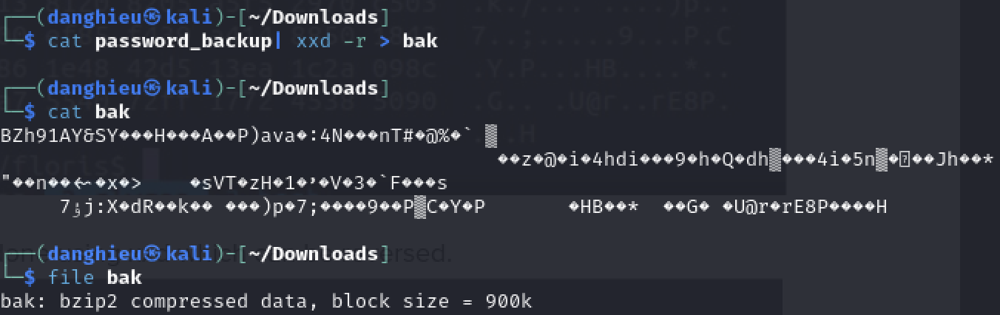 ┌──(danghieu㉿kali)-[~/Downloads]
└─$ cat password_backup| xxd -r > bak
┌──(danghieu㉿kali)-[~/Downloads]
└─$ cat bak
BZh91AY&SY���H���A��P)ava�:4N���nT#�@%�` ▒
��z�@�i�4hdi���9�h�Q�dh▒���4i�5n▒���Jh��*
"��n�� �x�> �sVT�zH�1� �V�3�`F���s
7 j:X�dR��k�� ���)p�7;����9��P▒C�Y�P �HB��* ��G� �U@r�rE8P����H
┌──(danghieu㉿kali)-[~/Downloads]
└─$ file bak
bak: bzip2 compressed data, block size = 900k